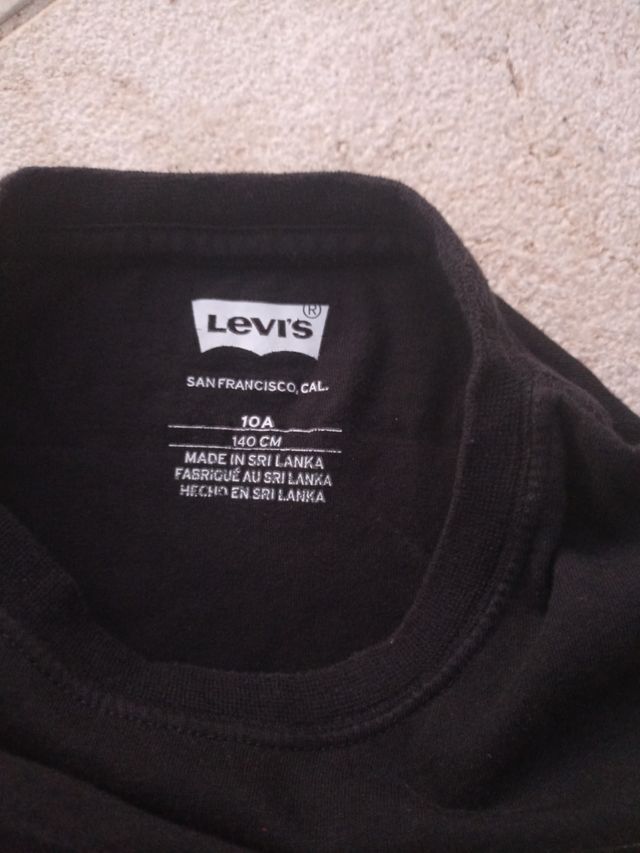 Levi's ®
SAN FRANCISCO, CAL.
10A
140 CM
MADE IN SRI LANKA
FABRIQUÉ AU SRI LANKA
HECHO EN SRI LANKA